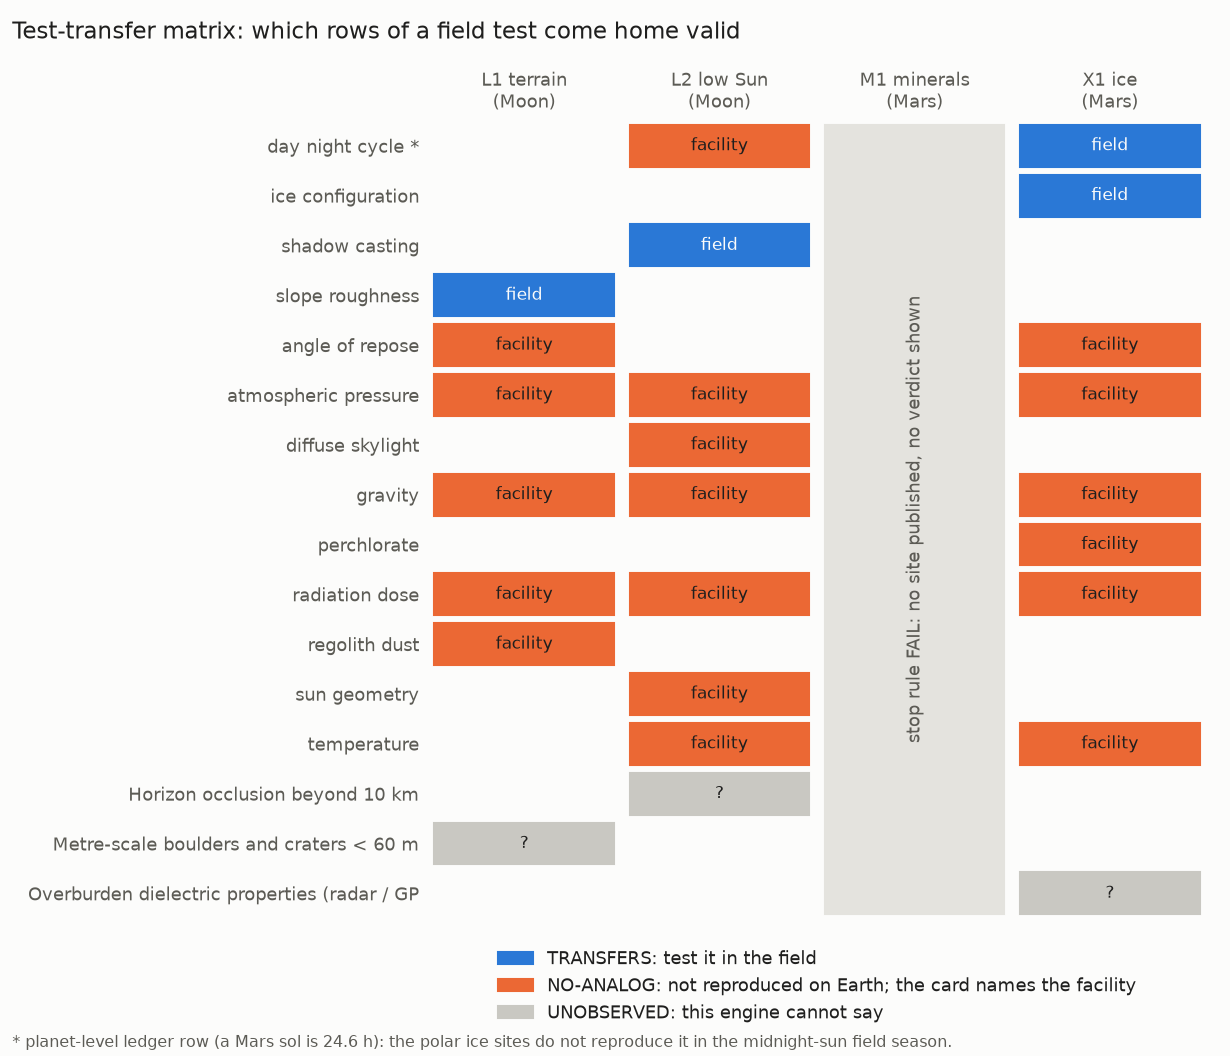 Test-transfer matrix: which rows of a field test come home valid
L1 terrain
(Moon)
L2 low Sun
(Moon)
M1 minerals
(Mars)
X1 ice
(Mars)
day night cycle * facility field
ice configuration field
shadow casting field
slope roughness field
angle of repose facility facility
atmospheric pressure facility facility facility
diffuse skylight facility
gravity facility facility facility
perchlorate facility
radiation dose facility facility facility
regolith dust facility
sun geometry facility
temperature facility facility
Horizon occlusion beyond 10 km ?
Metre-scale boulders and craters < 60 m ?
Overburden dielectric properties (radar / GP ?
stop rule FAIL: no site published, no verdict shown
TRANSFERS: test it in the field
NO-ANALOG: not reproduced on Earth; the card names the facility
UNOBSERVED: this engine cannot say
* planet-level ledger row (a Mars sol is 24.6 h): the polar ice sites do not reproduce it in the midnight-sun field season.